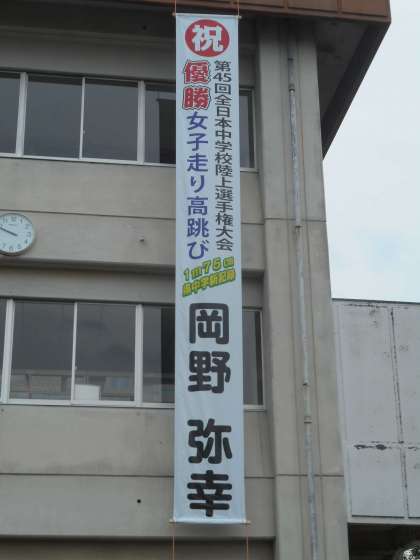 祝
第45回全日本中学校陸上選手権大会
優勝女子走り高跳び
1m75cm
県中学新記録
岡野 弥幸